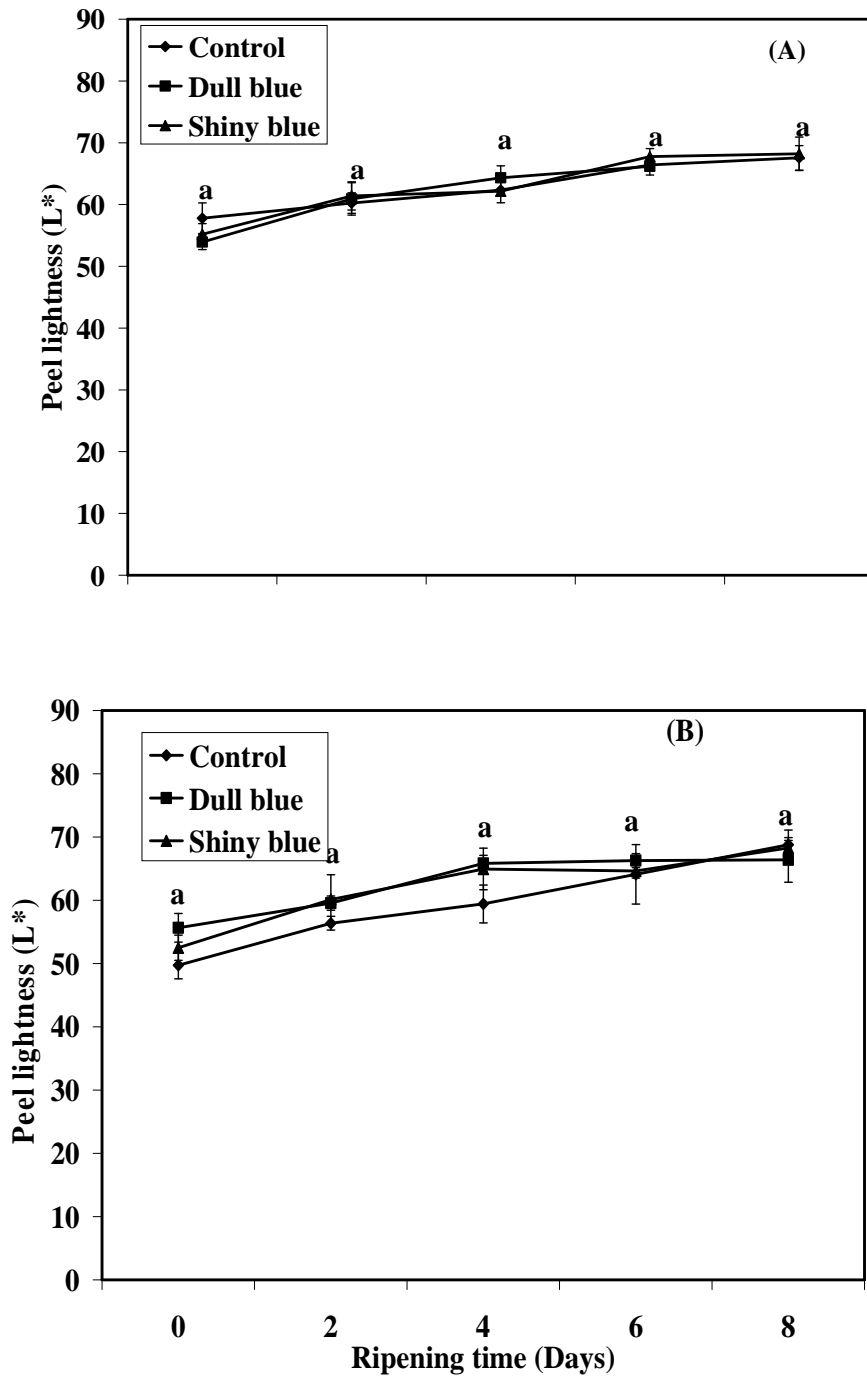 90
80
70
60
50
40
30
20
10
0
Peel lightness (L*)
Control
Dull blue
Shiny blue
(A)
a
a
a
a
a
90
80
70
60
50
40
30
20
10
0
Peel lightness (L*)
Control
Dull blue
Shiny blue
(B)
a
a
a
a
a
0 2 4 6 8
Ripening time (Days)